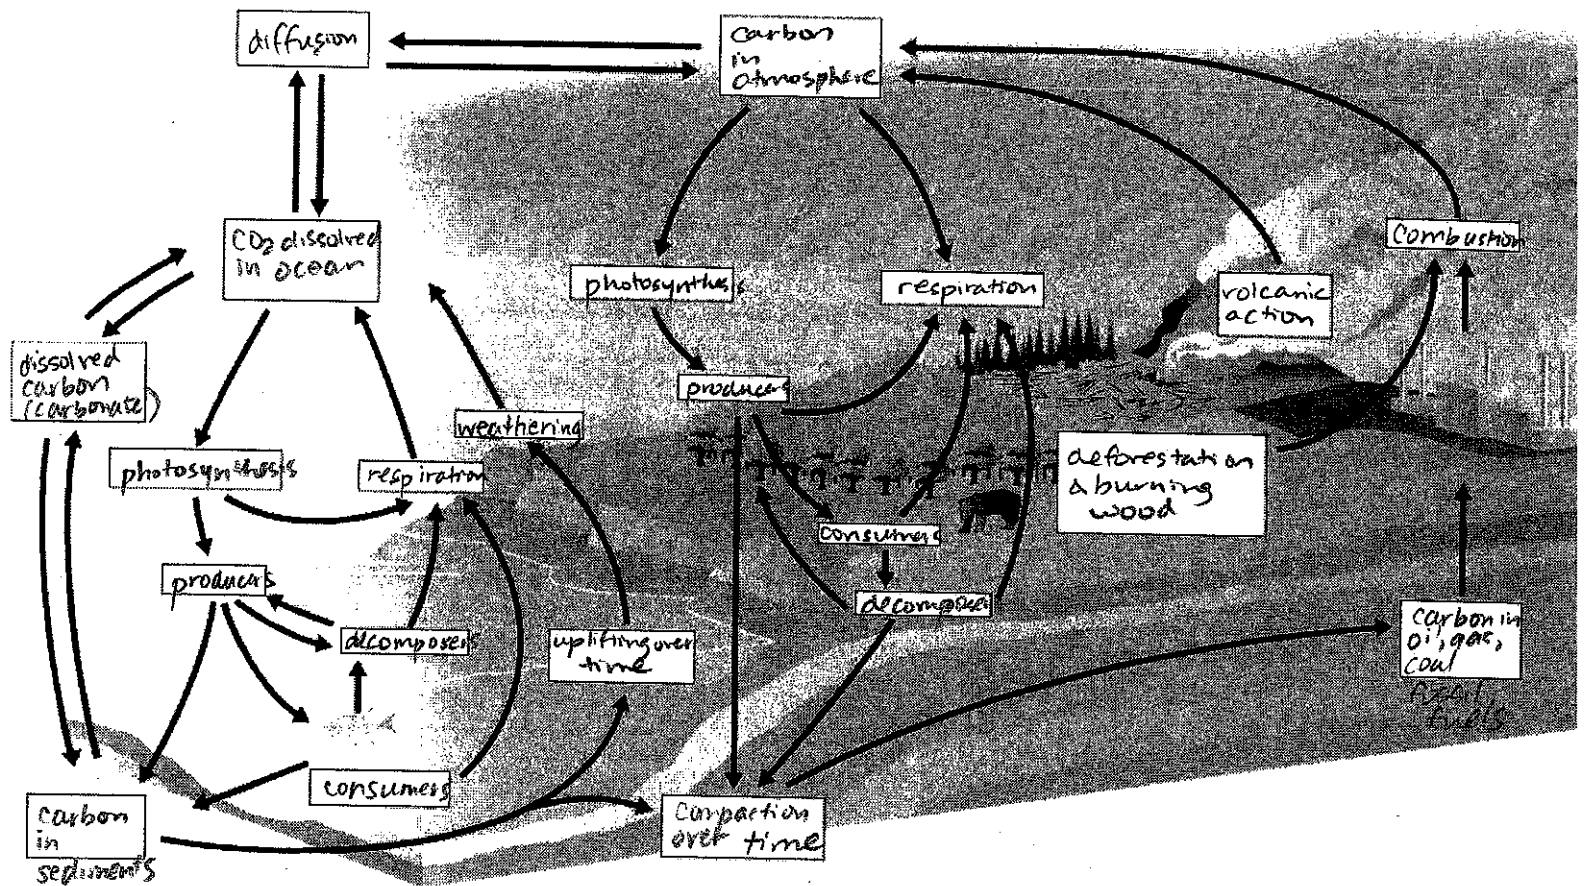 diffusion
carbon
in
atmosphere
CO2 dissolved
in ocean
combustion
photosynthesis
respiration
volcanic
action
dissolved
carbon
(carbonate)
producers
weathering
photosynthesis
respiration
deforestation
& burning
wood
consumers
producers
decomposer
decomposers
uplifting over
time
carbon in
oil, gas,
coal
fossil
fuels
consumers
carbon
in
sediments
Compaction
over time